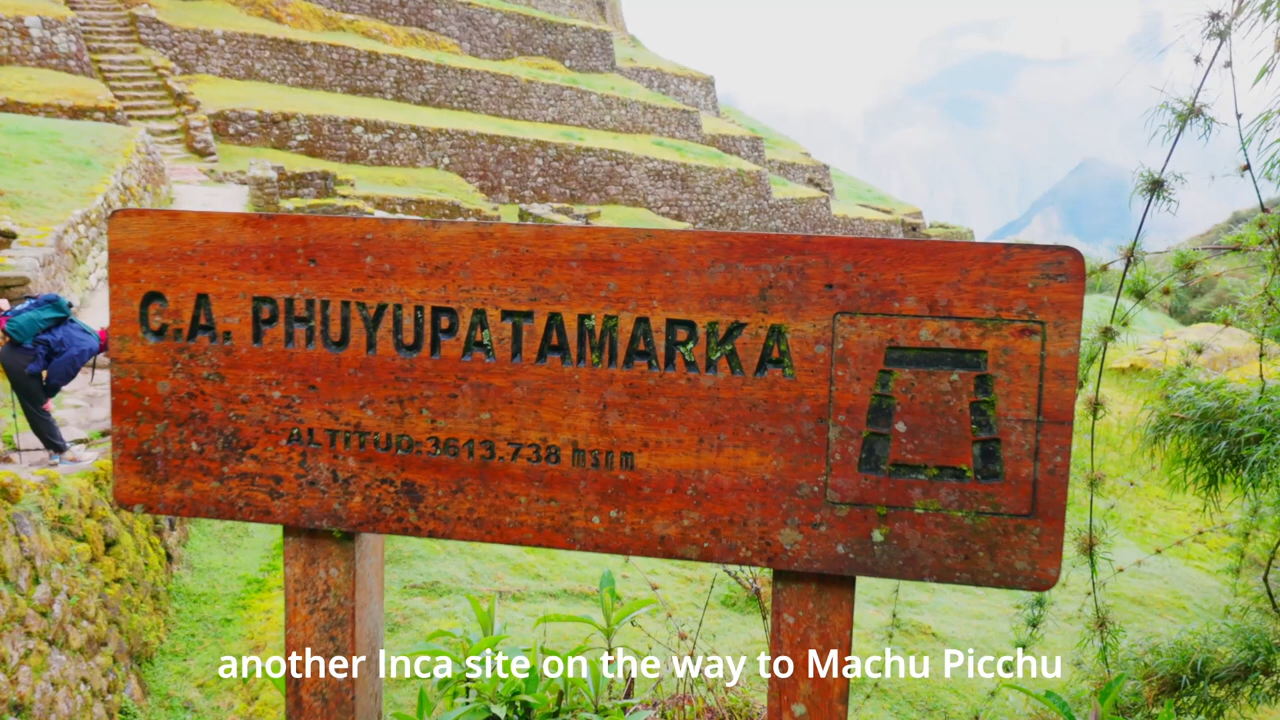 C.A. PHUYUPATAMARKA
ALTITUD:3613.738 msnm
another Inca site on the way to Machu Picchu